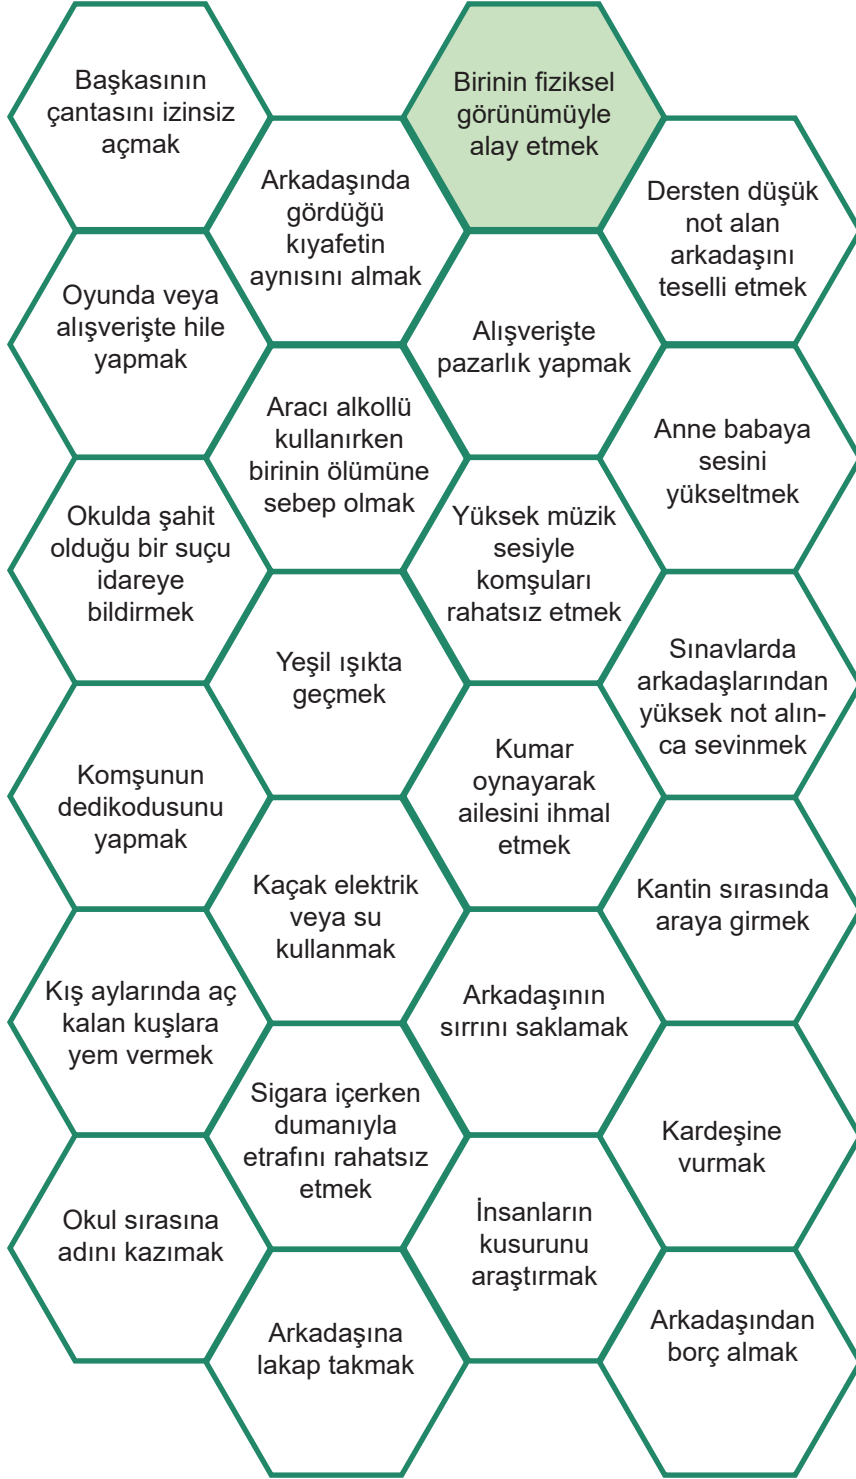 Başkasının
çantasını izinsiz
açmak
Birinin fiziksel
görünümüyle
alay etmek
Arkadaşında
gördüğü
kıyafetin
aynısını almak
Dersten düşük
not alan
arkadaşını
teselli etmek
Oyunda veya
alışverişte hile
yapmak
Alışverişte
pazarlık yapmak
Aracı alkollü
kullanırken
birinin ölümüne
sebep olmak
Anne babaya
sesini
yükseltmek
Okulda şahit
olduğu bir suçu
idareye
bildirmek
Yüksek müzik
sesiyle
komşuları
rahatsız etmek
Yeşil ışıkta
geçmek
Sınavlarda
arkadaşlarından
yüksek not alın-
ca sevinmek
Komşunun
dedikodusunu
yapmak
Kumar
oynayarak
ailesini ihmal
etmek
Kaçak elektrik
veya su
kullanmak
Kantin sırasında
araya girmek
Kış aylarında aç
kalan kuşlara
yem vermek
Arkadaşının
sırrını saklamak
Sigara içerken
dumanıyla
etrafını rahatsız
etmek
Kardeşine
vurmak
Okul sırasına
adını kazımak
İnsanların
kusurunu
araştırmak
Arkadaşına
lakap takmak
Arkadaşından
borç almak